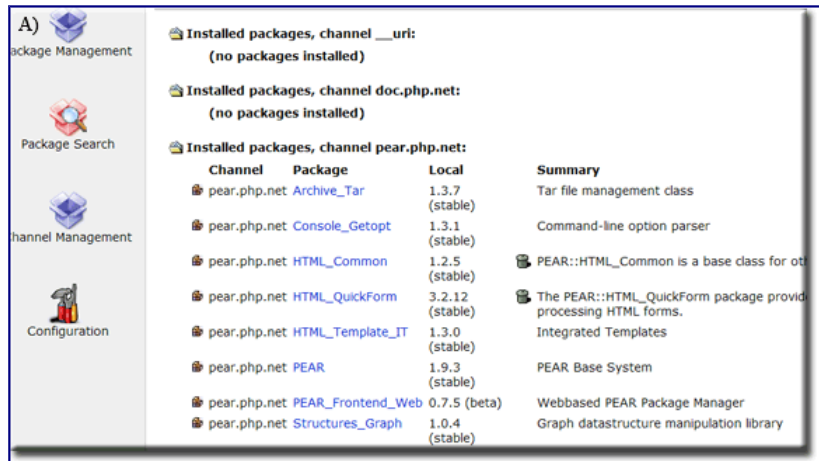 A)
ackage Management
Package Search
hannel Management
Configuration
Installed packages, channel __uri:
(no packages installed)
Installed packages, channel doc.php.net:
(no packages installed)
Installed packages, channel pear.php.net:
Channel Package Local Summary
pear.php.net Archive_Tar 1.3.7 Tar file management class
(stable)
pear.php.net Console_Getopt 1.3.1 Command-line option parser
(stable)
pear.php.net HTML_Common 1.2.5 PEAR::HTML_Common is a base class for oth
(stable)
pear.php.net HTML_QuickForm 3.2.12 The PEAR::HTML_QuickForm package provid
(stable) processing HTML forms.
pear.php.net HTML_Template_IT 1.3.0 Integrated Templates
(stable)
pear.php.net PEAR 1.9.3 PEAR Base System
(stable)
pear.php.net PEAR_Frontend_Web 0.7.5 (beta) Webbased PEAR Package Manager
pear.php.net Structures_Graph 1.0.4 Graph datastructure manipulation library
(stable)